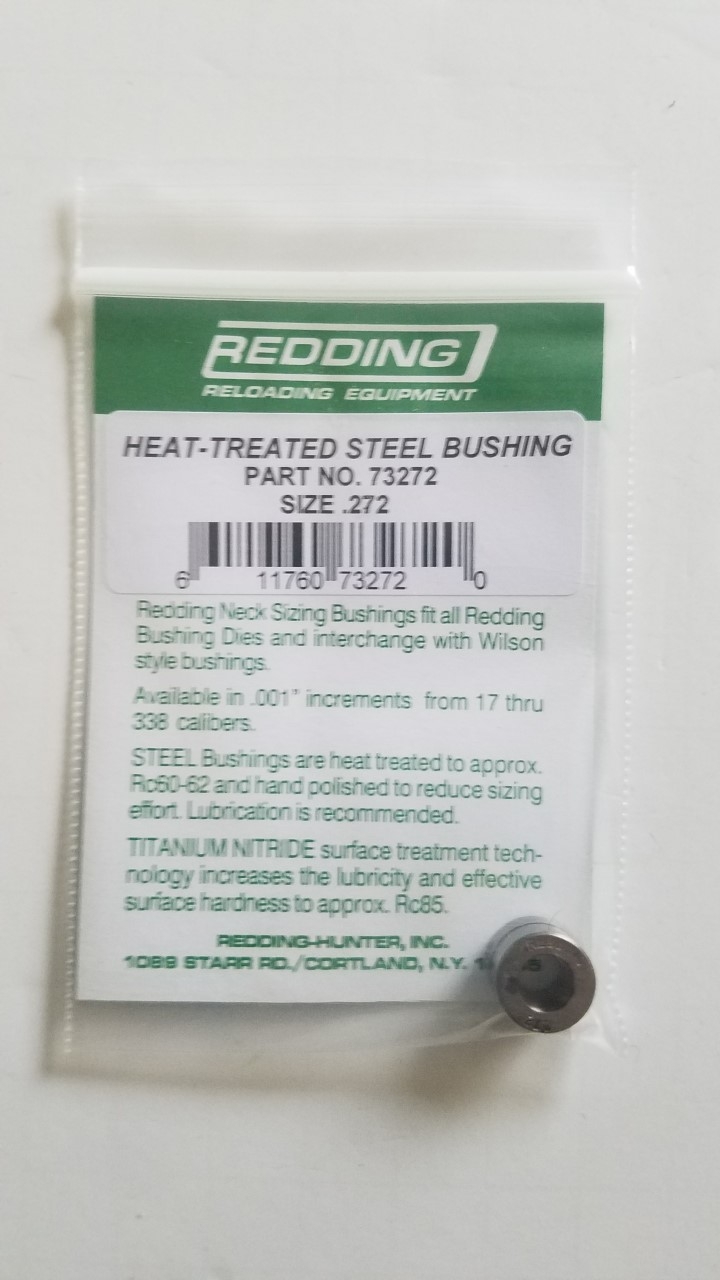 REDDING
RELOADING EQUIPMENT
HEAT-TREATED STEEL BUSHING
PART NO. 73272
SIZE .272
6 11760 73272 0
Redding Neck Sizing Bushings fit all Redding
Bushing Dies and interchange with Wilson
style bushings.
Available in .001" increments from 17 thru
338 calibers.
STEEL Bushings are heat treated to approx.
Rc60-62 and hand polished to reduce sizing
effort. Lubrication is recommended.
TITANIUM NITRIDE surface treatment tech-
nology increases the lubricity and effective
surface hardness to approx. Rc85.
REDDING-HUNTER, INC.
1089 STARR RD./CORTLAND, N.Y.